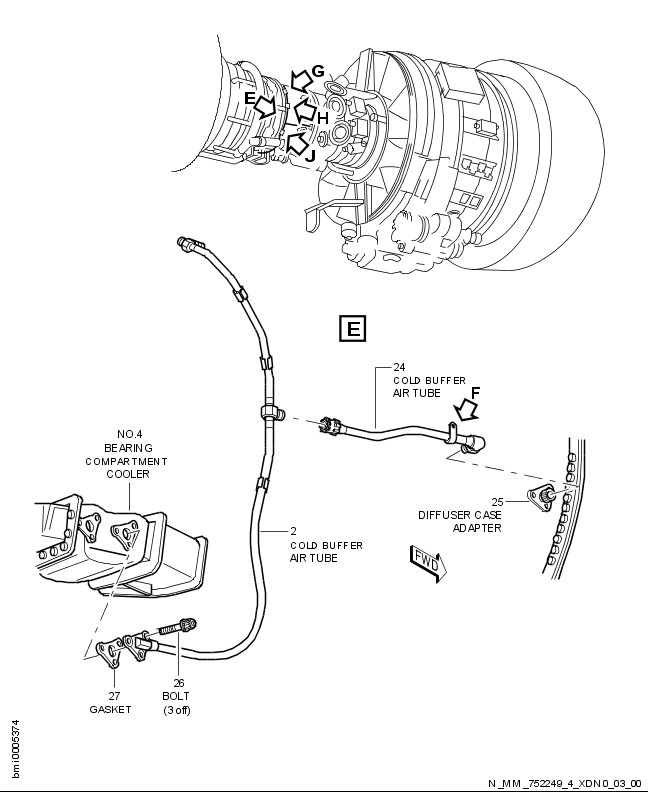 G
E
H
J
E
24
COLD BUFFER
AIR TUBE
F
NO.4
BEARING
COMPARTMENT
COOLER
25
DIFFUSER CASE
ADAPTER
2
COLD BUFFER
AIR TUBE
FWD
26
BOLT
(3 off)
27
GASKET
bmi0005374
N_MM_752249_4_XDN0_03_00